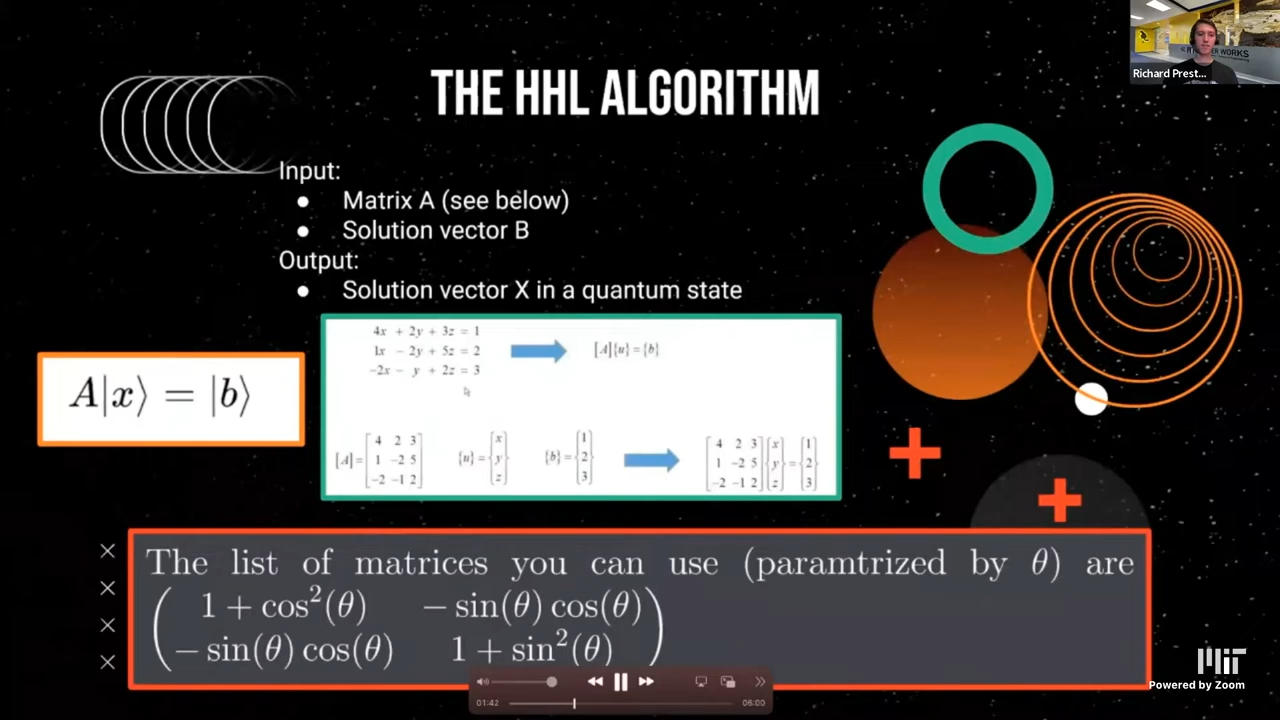 THE HHL ALGORITHM
Richard Prest...
Input:
● Matrix A (see below)
● Solution vector B
Output:
● Solution vector X in a quantum state
4x + 2y + 3z = 1
1x - 2y + 5z = 2
-2x - y + 2z = 3
[A]{u} = {b}
A|x⟩ = |b⟩
[A] = [4 2 3
1 -2 5
-2 -1 2]
{u} = {x
y
z}
{b} = {1
2
3}
[4 2 3
1 -2 5
-2 -1 2] {x
y
z} = {1
2
3}
The list of matrices you can use (paramtrized by θ) are
( 1 + cos²(θ) − sin(θ) cos(θ)
− sin(θ) cos(θ) 1 + sin²(θ) )
MIT
Powered by Zoom
01:42
06:00